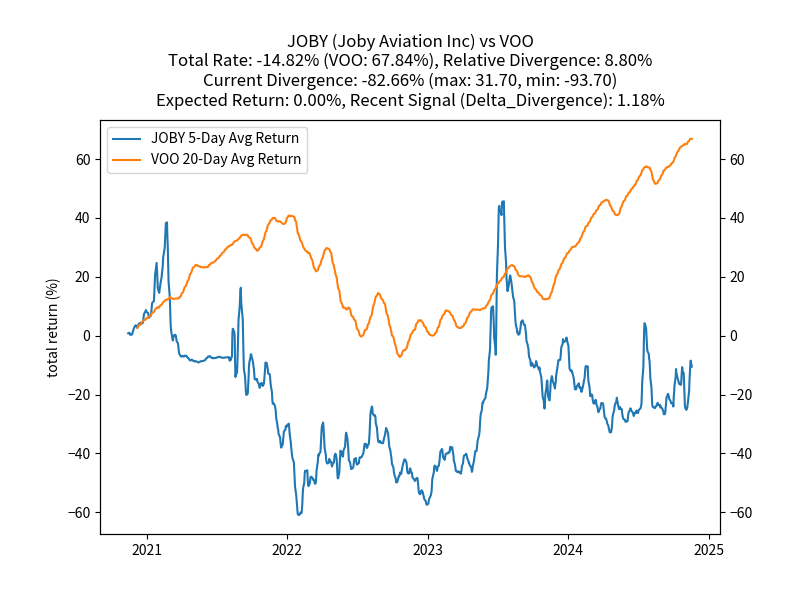 JOBY (Joby Aviation Inc) vs VOO
Total Rate: -14.82% (VOO: 67.84%), Relative Divergence: 8.80%
Current Divergence: -82.66% (max: 31.70, min: -93.70)
Expected Return: 0.00%, Recent Signal (Delta_Divergence): 1.18%
JOBY 5-Day Avg Return
VOO 20-Day Avg Return
total return (%)
60 60
40 40
20 20
0 0
−20 −20
−40 −40
−60 −60
2021 2022 2023 2024 2025